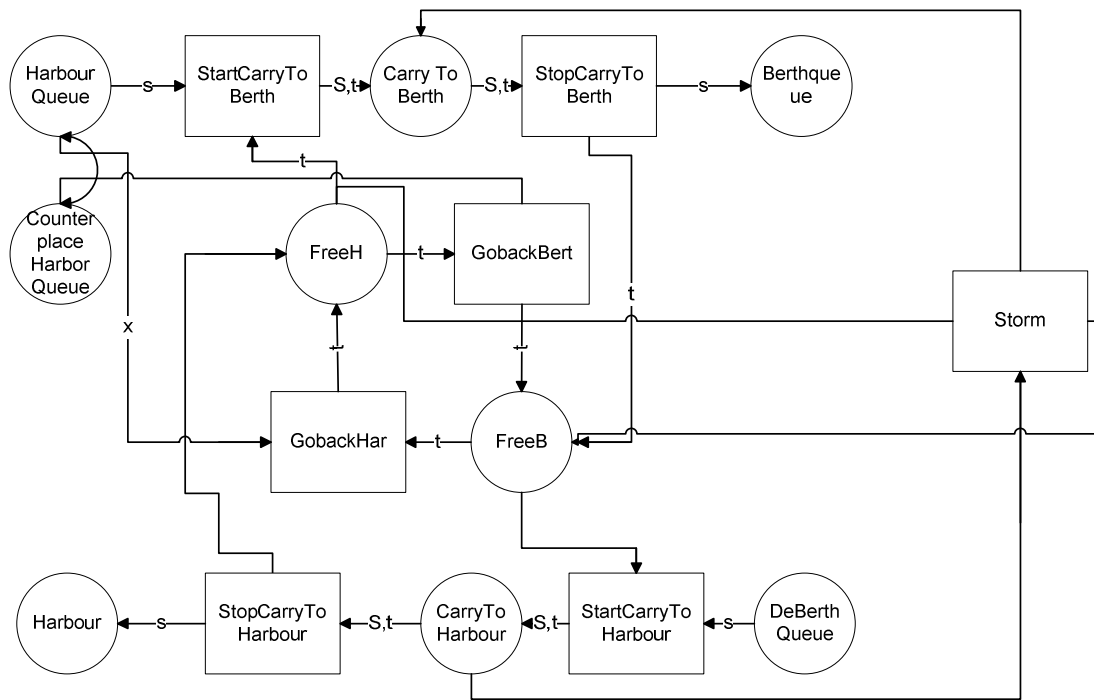 Harbour
Queue
s
StartCarryTo
Berth
S,t
Carry To
Berth
S,t
StopCarryTo
Berth
s
Berthque
ue
t
Counter
place
Harbor
Queue
FreeH
t
GobackBert
t
Storm
x
t
t
GobackHar
t
FreeB
Harbour
s
StopCarryTo
Harbour
S,t
CarryTo
Harbour
S,t
StartCarryTo
Harbour
s
DeBerth
Queue